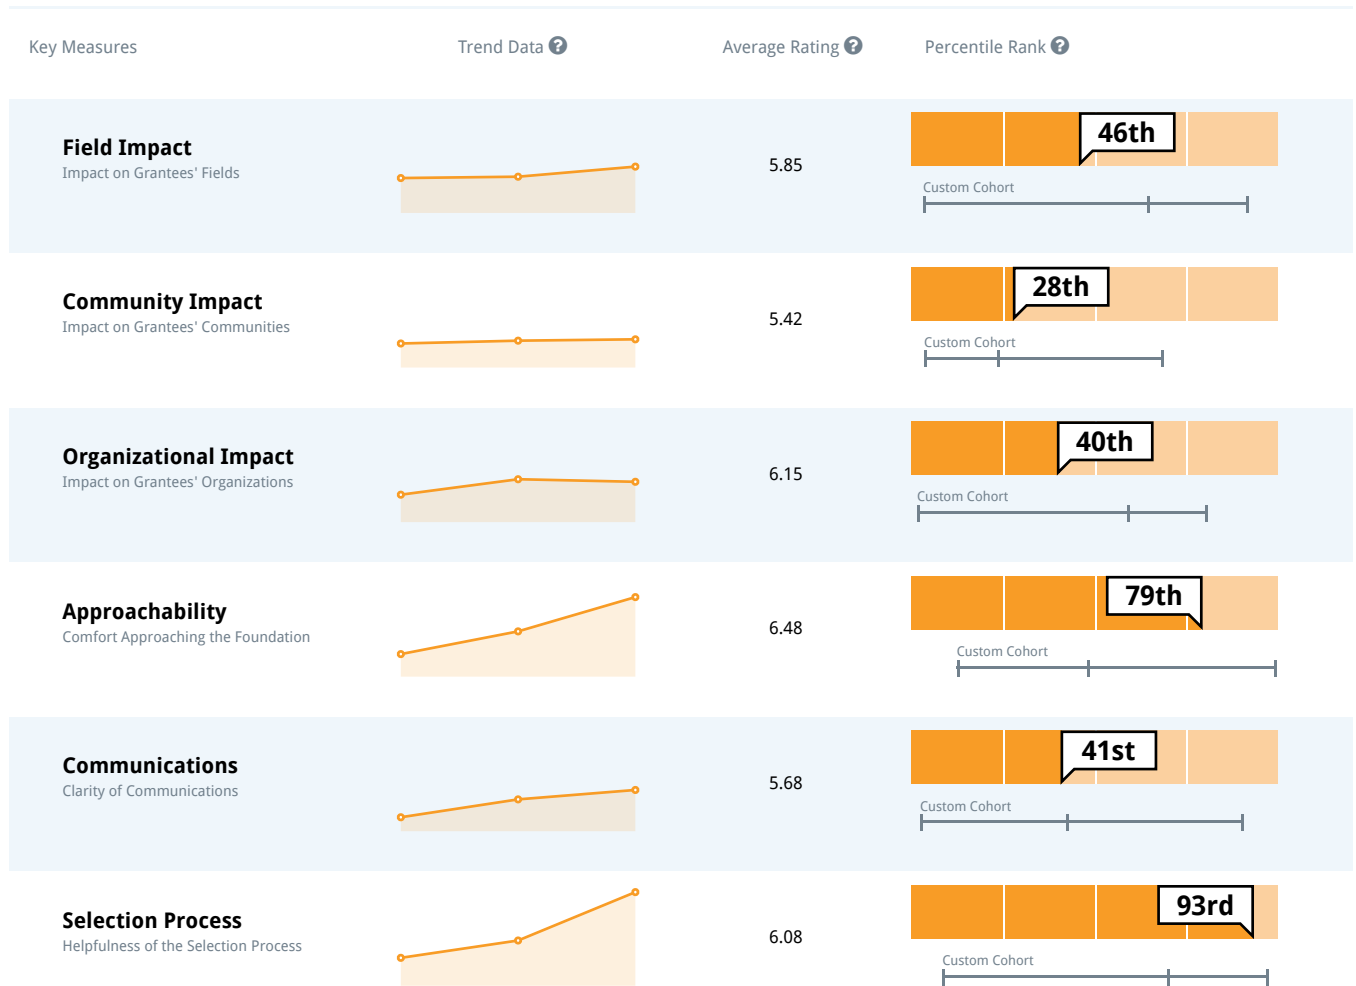 Key Measures Trend Data ? Average Rating ? Percentile Rank ?
Field Impact
Impact on Grantees' Fields
5.85
46th
Custom Cohort
Community Impact
Impact on Grantees' Communities
5.42
28th
Custom Cohort
Organizational Impact
Impact on Grantees' Organizations
6.15
40th
Custom Cohort
Approachability
Comfort Approaching the Foundation
6.48
79th
Custom Cohort
Communications
Clarity of Communications
5.68
41st
Custom Cohort
Selection Process
Helpfulness of the Selection Process
6.08
93rd
Custom Cohort